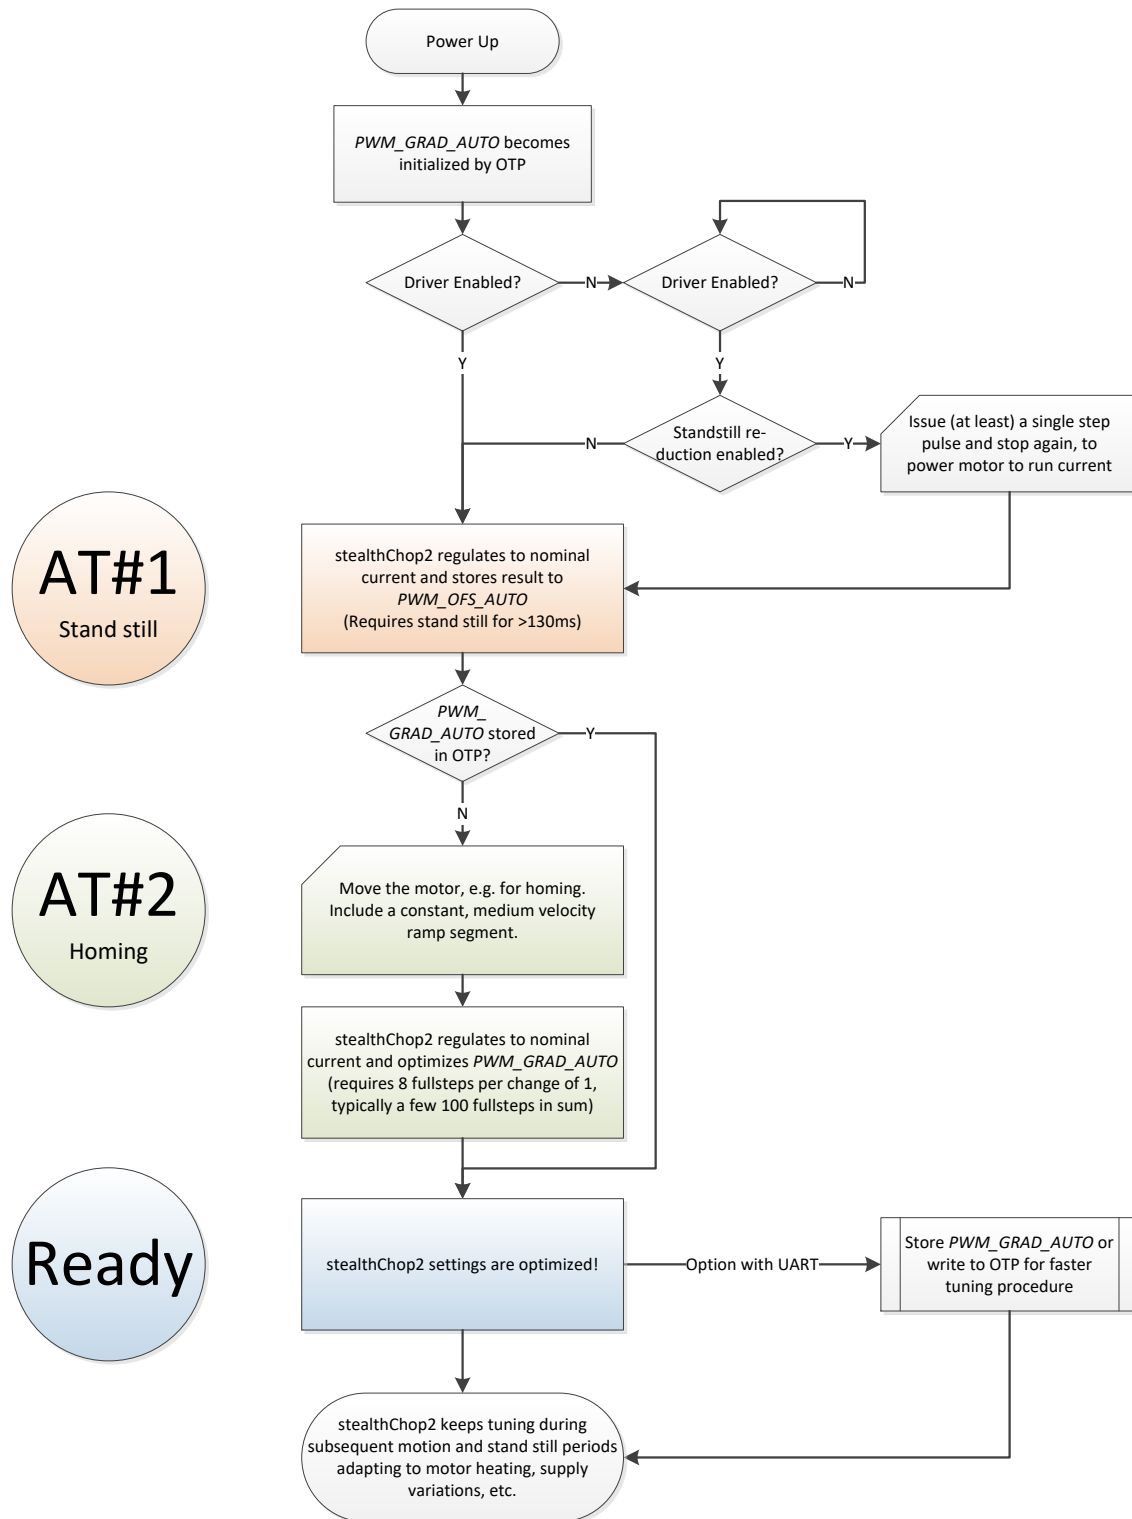 Power Up
PWM_GRAD_AUTO becomes
initialized by OTP
Driver Enabled?
N
Driver Enabled?
N
Y
Y
Standstill re-
duction enabled?
N
Y
Issue (at least) a single step
pulse and stop again, to
power motor to run current
AT#1
Stand still
stealthChop2 regulates to nominal
current and stores result to
PWM_OFS_AUTO
(Requires stand still for >130ms)
PWM_
GRAD_AUTO stored
in OTP?
Y
N
AT#2
Homing
Move the motor, e.g. for homing.
Include a constant, medium velocity
ramp segment.
stealthChop2 regulates to nominal
current and optimizes PWM_GRAD_AUTO
(requires 8 fullsteps per change of 1,
typically a few 100 fullsteps in sum)
Ready
stealthChop2 settings are optimized!
Option with UART
Store PWM_GRAD_AUTO or
write to OTP for faster
tuning procedure
stealthChop2 keeps tuning during
subsequent motion and stand still periods
adapting to motor heating, supply
variations, etc.